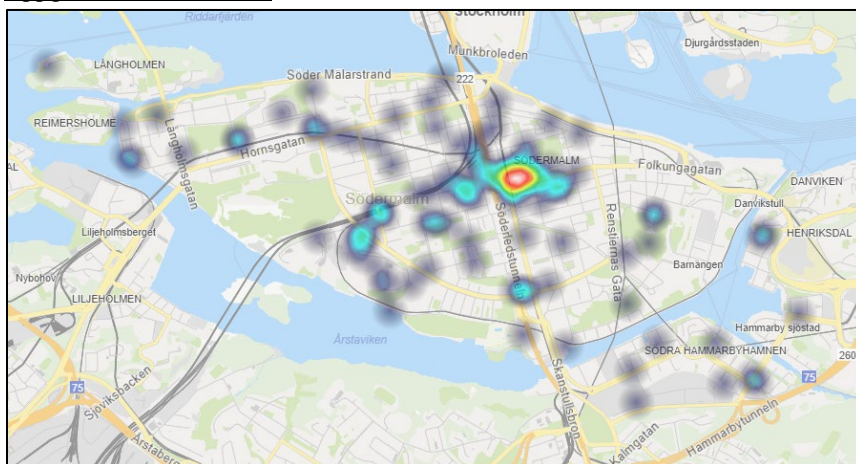 Riddarfjärden
Stockholm
Djurgårdsstaden
Munkbroleden
LÅNGHOLMEN
Söder Mälarstrand
222
REIMERSHOLME
Långholmsgatan
Hornsgatan
SÖDERMALM
Folkungagatan
Södermalm
DANVIKEN
Danvikstull
Liljeholmsberget
HENRIKSDAL
Söderledstunneln
Renstiernas Gata
Barnängen
Nybohov
LILJEHOLMEN
Årstaviken
Hammarby sjöstad
SÖDRA HAMMARBYHAMNEN
260
75
75
Sjöviksbacken
Skanstullsbron
Hammarbytunneln
Kalmgatan
Årstaberg